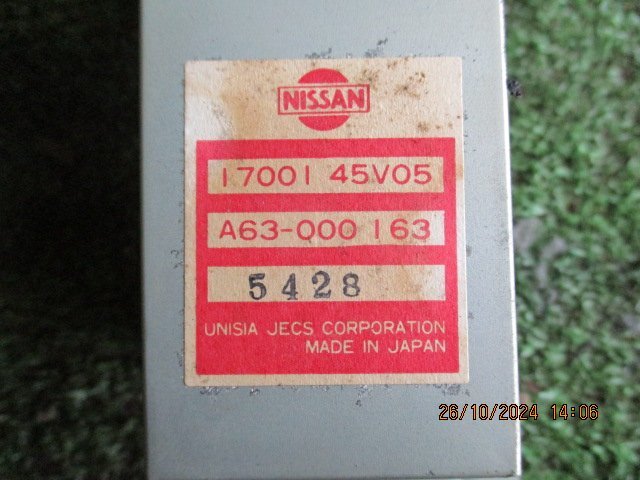 NISSAN
17001 45V05
A63-000 163
5428
UNISIA JECS CORPORATION
MADE IN JAPAN
26/10/2024 14:06